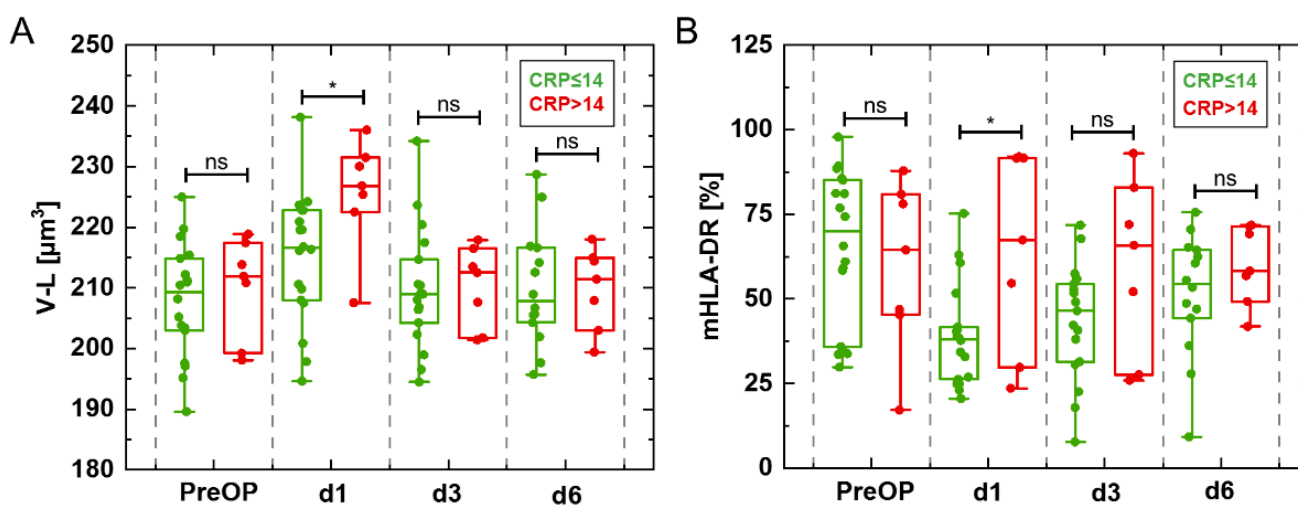 A
V-L [µm³]
250
240
230
220
210
200
190
180
ns
*
ns
ns
CRP≤14
CRP>14
PreOP
d1
d3
d6
B
mHLA-DR [%]
125
100
75
50
25
0
ns
*
ns
ns
CRP≤14
CRP>14
PreOP
d1
d3
d6